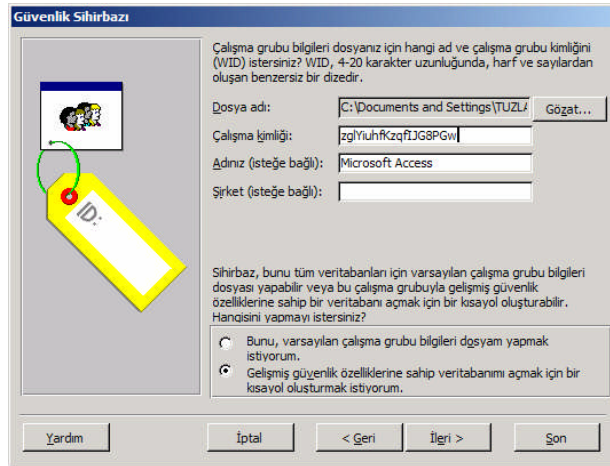 Güvenlik Sihirbazı
Çalışma grubu bilgileri dosyanız için hangi ad ve çalışma grubu kimliğini
(WID) istersiniz? WID, 4-20 karakter uzunluğunda, harf ve sayılardan
oluşan benzersiz bir dizedir.
Dosya adı: C:\Documents and Settings\TUZLA Gözat...
Çalışma kimliği: zglYiuhfKzqfIJG8PGw
Adınız (isteğe bağlı): Microsoft Access
Şirket (isteğe bağlı):
ID:
Sihirbaz, bunu tüm veritabanları için varsayılan çalışma grubu bilgileri
dosyası yapabilir veya bu çalışma grubuyla gelişmiş güvenlik
özelliklerine sahip bir veritabanı açmak için bir kısayol oluşturabilir.
Hangisini yapmayı istersiniz?
Bunu, varsayılan çalışma grubu bilgileri dosyam yapmak
istiyorum.
Gelişmiş güvenlik özelliklerine sahip veritabanımı açmak için bir
kısayol oluşturmak istiyorum.
Yardım İptal < Geri İleri > Son